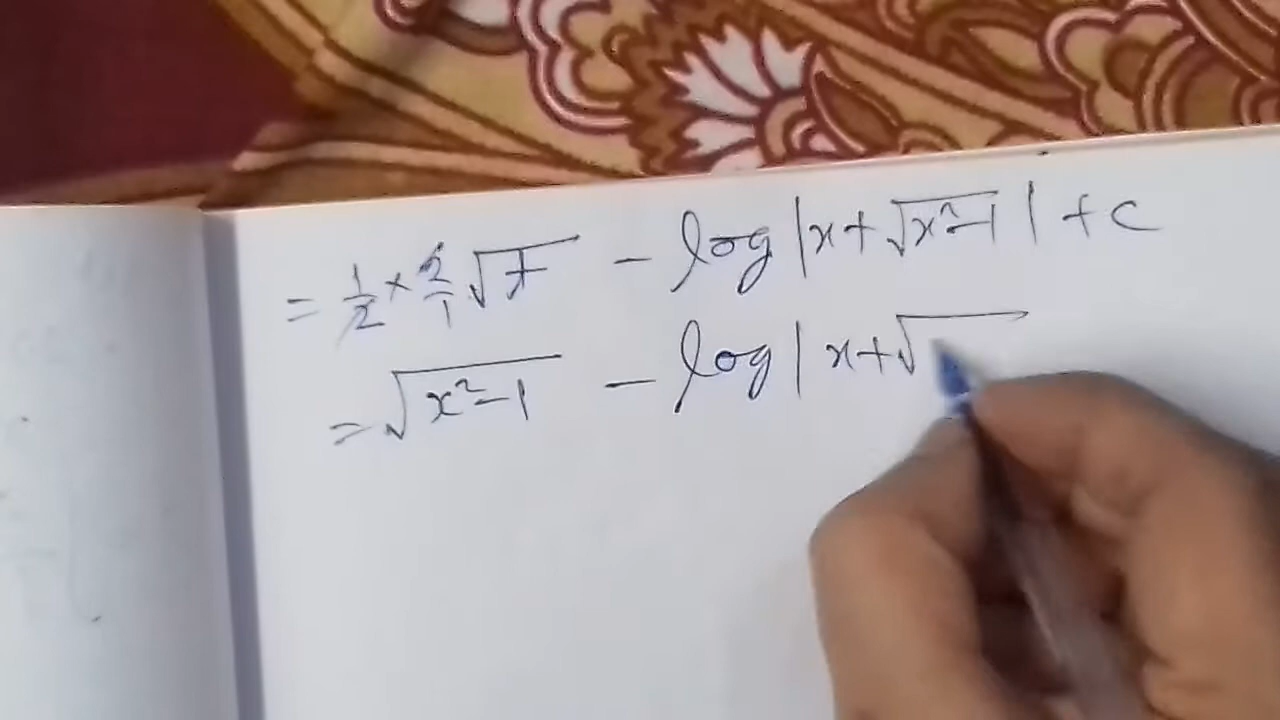 = 1/2 × 2/1 √t − log |x + √x²−1 | + c
= √x²−1 − log | x + √